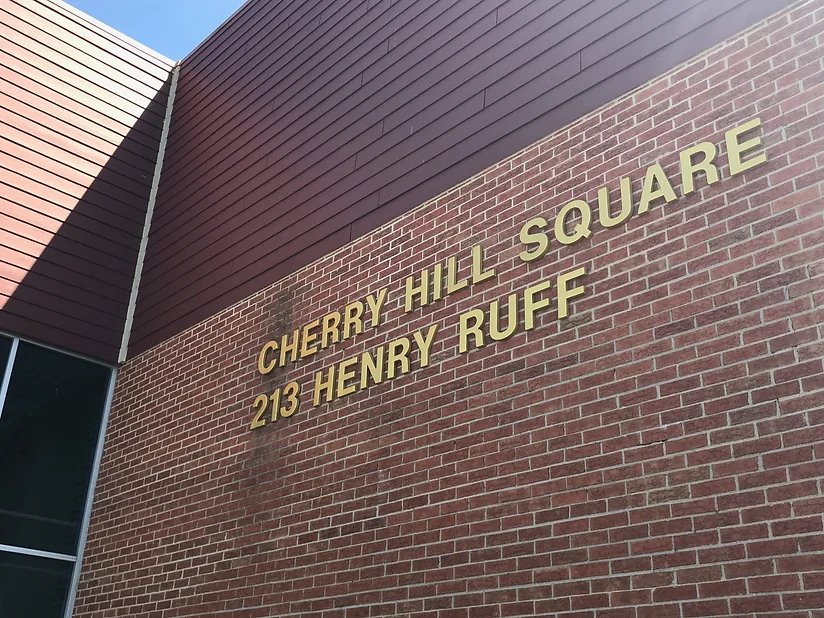 CHERRY HILL SQUARE
213 HENRY RUFF